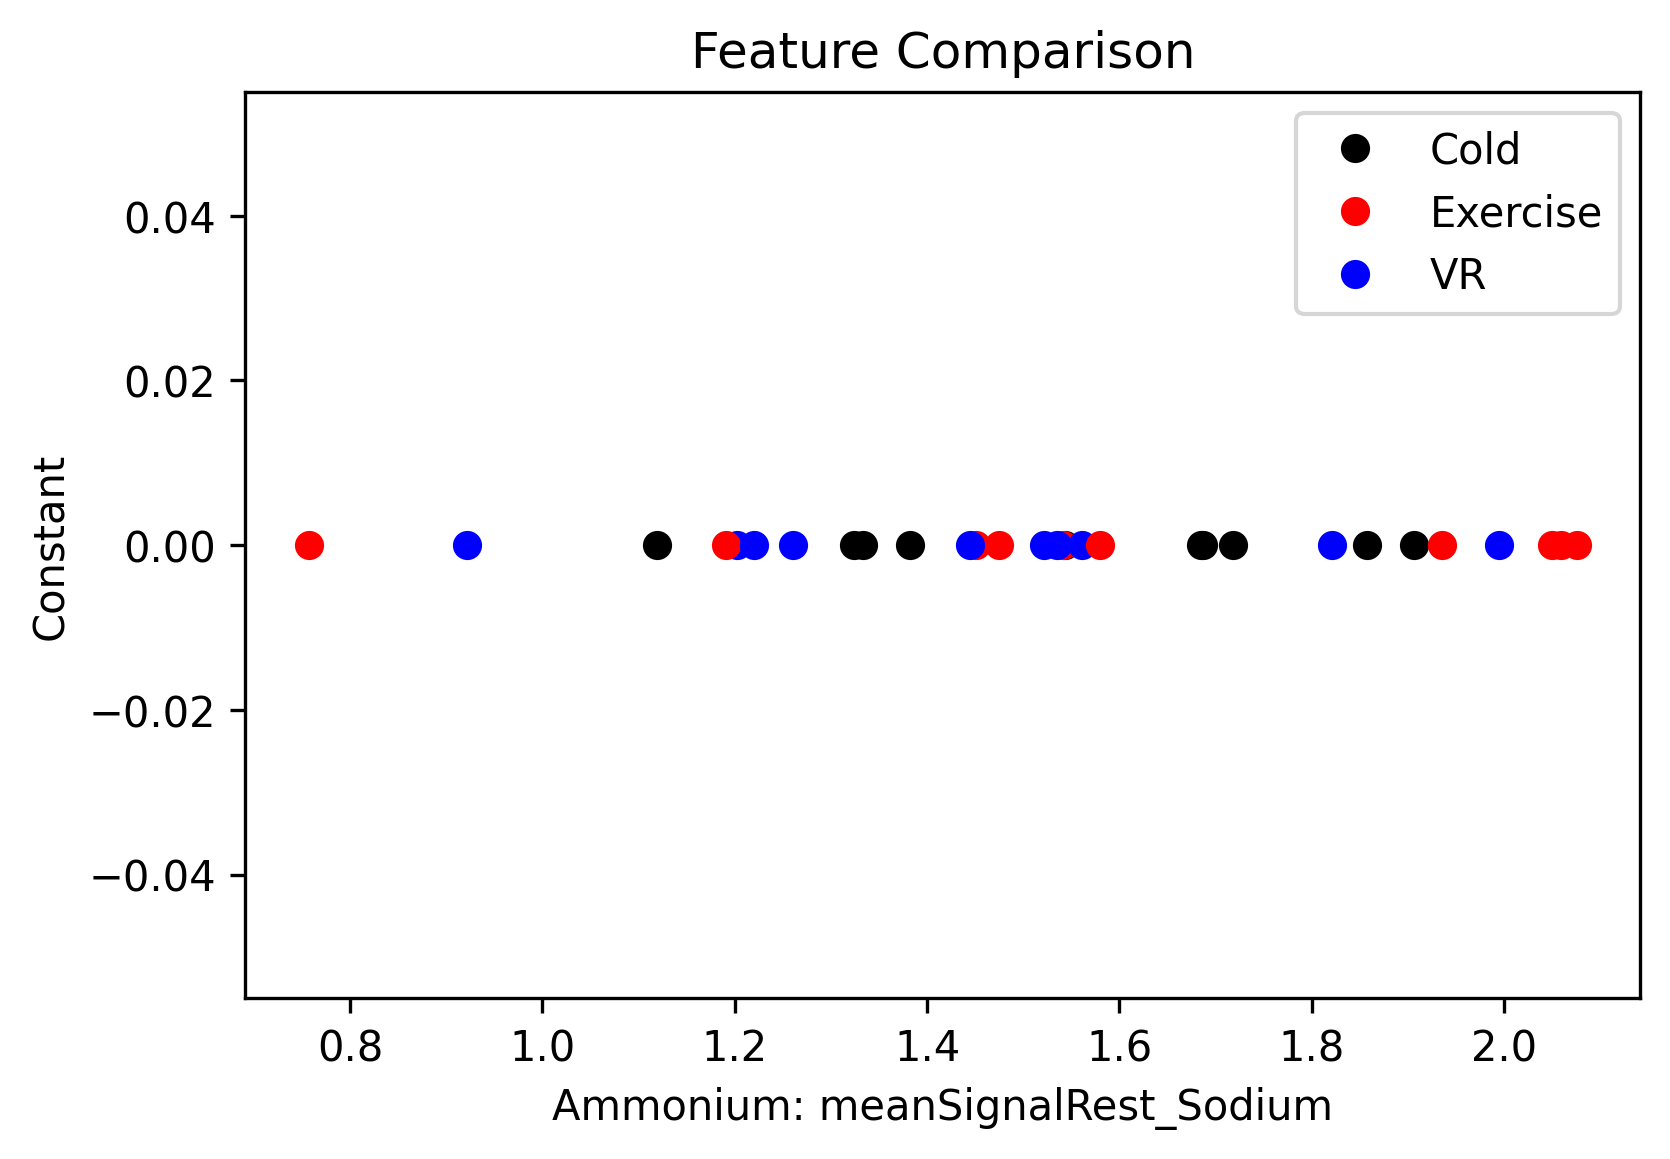 Feature Comparison
Cold
Exercise
VR
0.04
0.02
0.00
−0.02
−0.04
Constant
0.8 1.0 1.2 1.4 1.6 1.8 2.0
Ammonium: meanSignalRest_Sodium